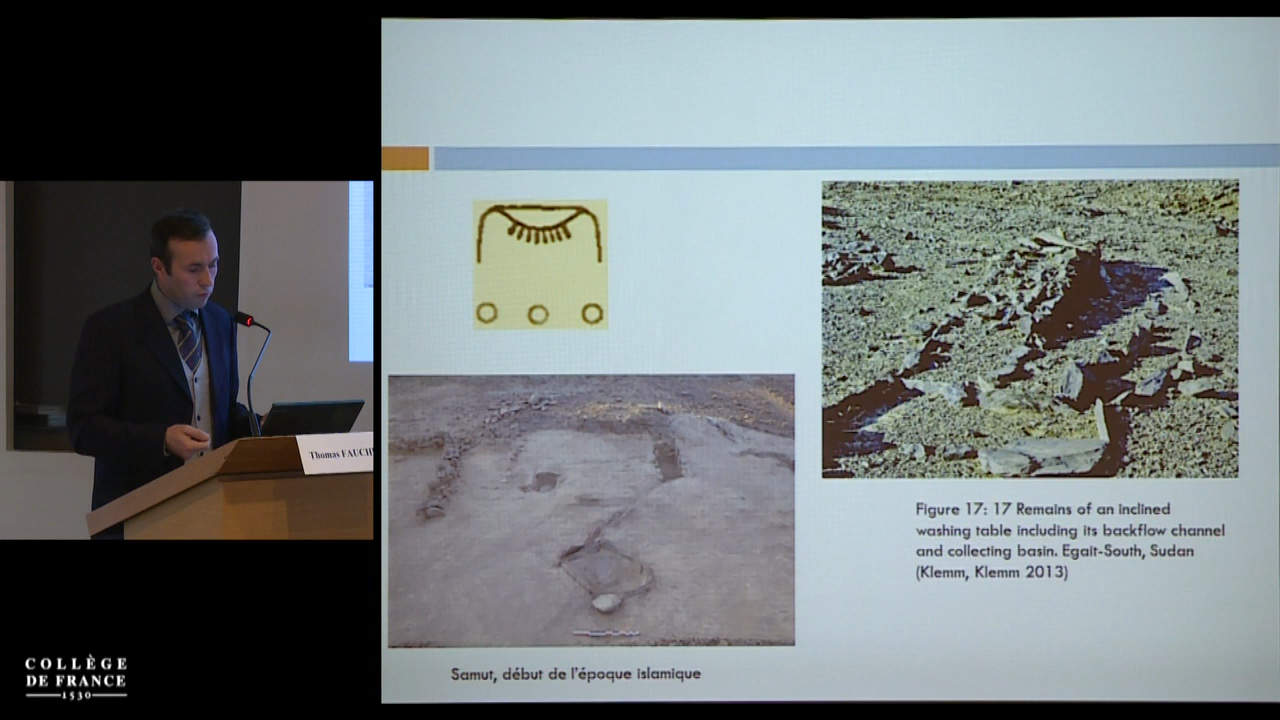 Thomas FAUCH
Figure 17: 17 Remains of an inclined
washing table including its backflow channel
and collecting basin. Egait-South, Sudan
(Klemm, Klemm 2013)
Samut, début de l'époque islamique
COLLÈGE
DE FRANCE
1530